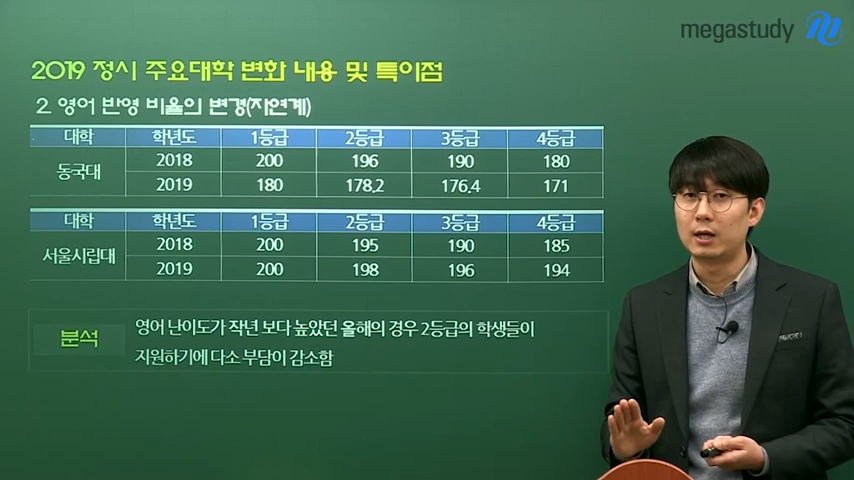 megastudy
2019 정시 주요대학 변화 내용 및 특이점
2. 영어 반영 비율의 변경(자연계)
대학 학년도 1등급 2등급 3등급 4등급
동국대 2018 200 196 190 180
2019 180 178.2 176.4 171
대학 학년도 1등급 2등급 3등급 4등급
서울시립대 2018 200 195 190 185
2019 200 198 196 194
분석 영어 난이도가 작년 보다 높았던 올해의 경우 2등급의 학생들이
지원하기에 다소 부담이 감소함